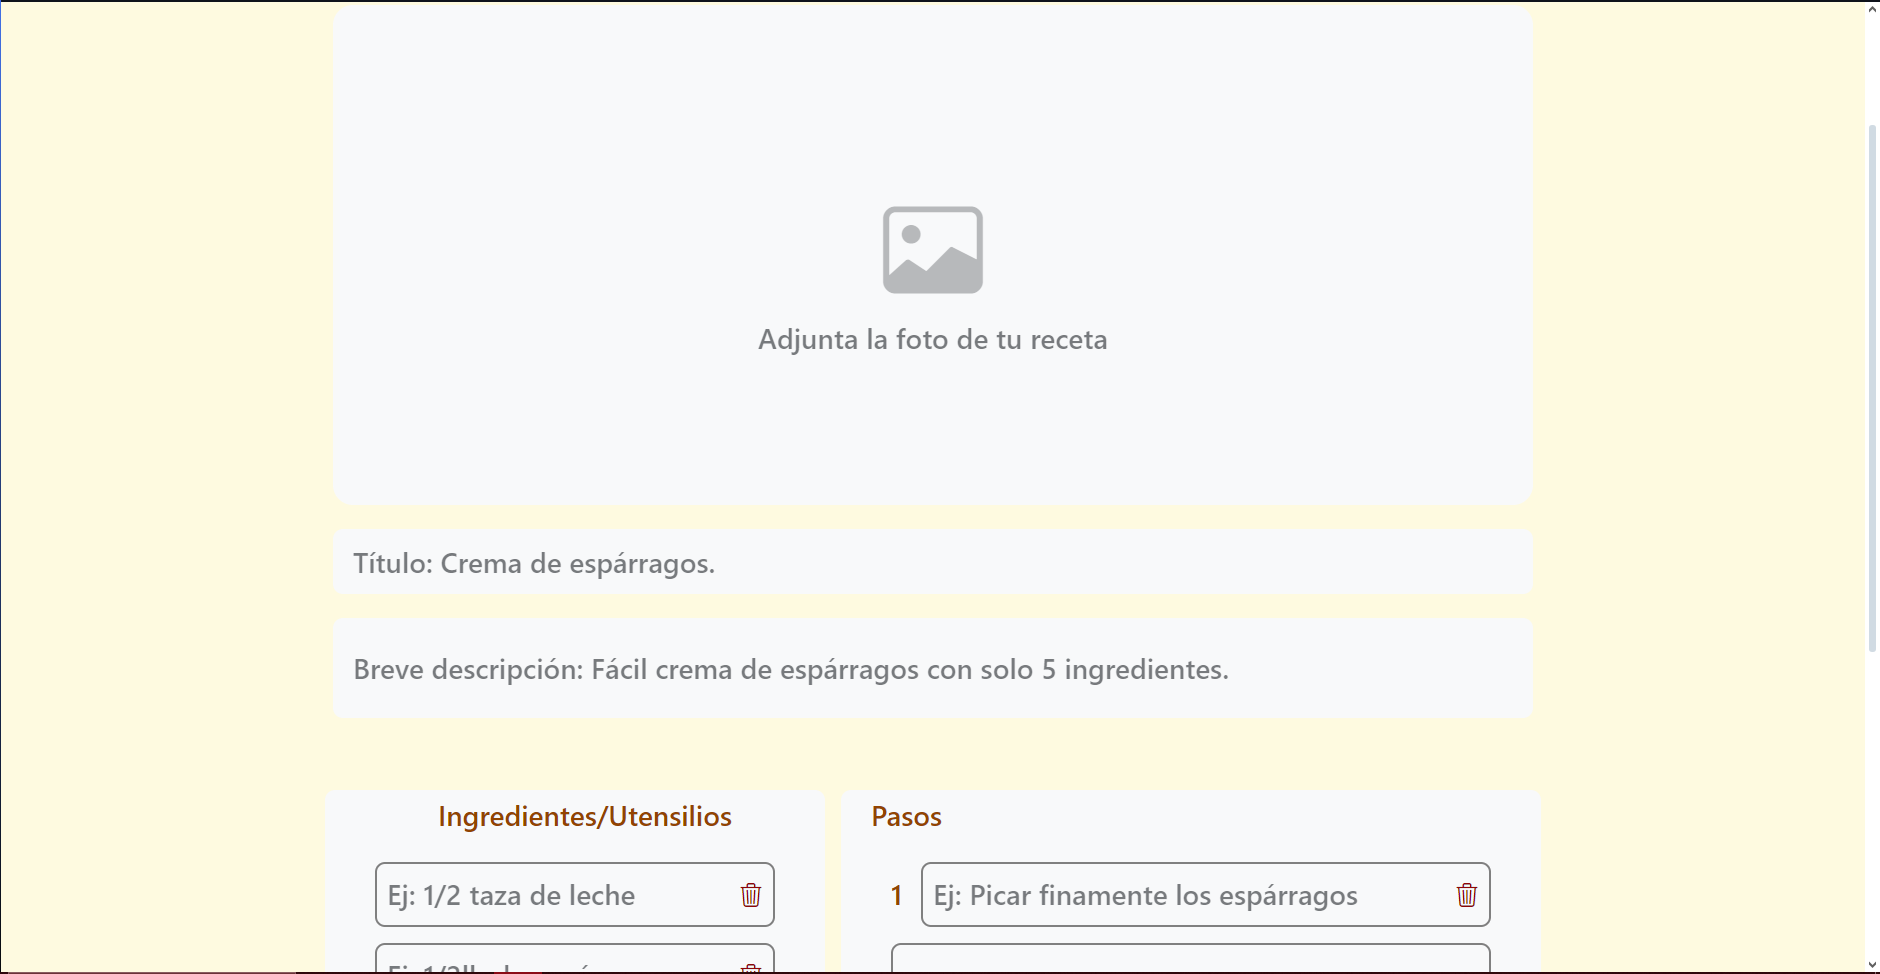 Adjunta la foto de tu receta
Título: Crema de espárragos.
Breve descripción: Fácil crema de espárragos con solo 5 ingredientes.
Ingredientes/Utensilios
Ej: 1/2 taza de leche
Pasos
1 Ej: Picar finamente los espárragos